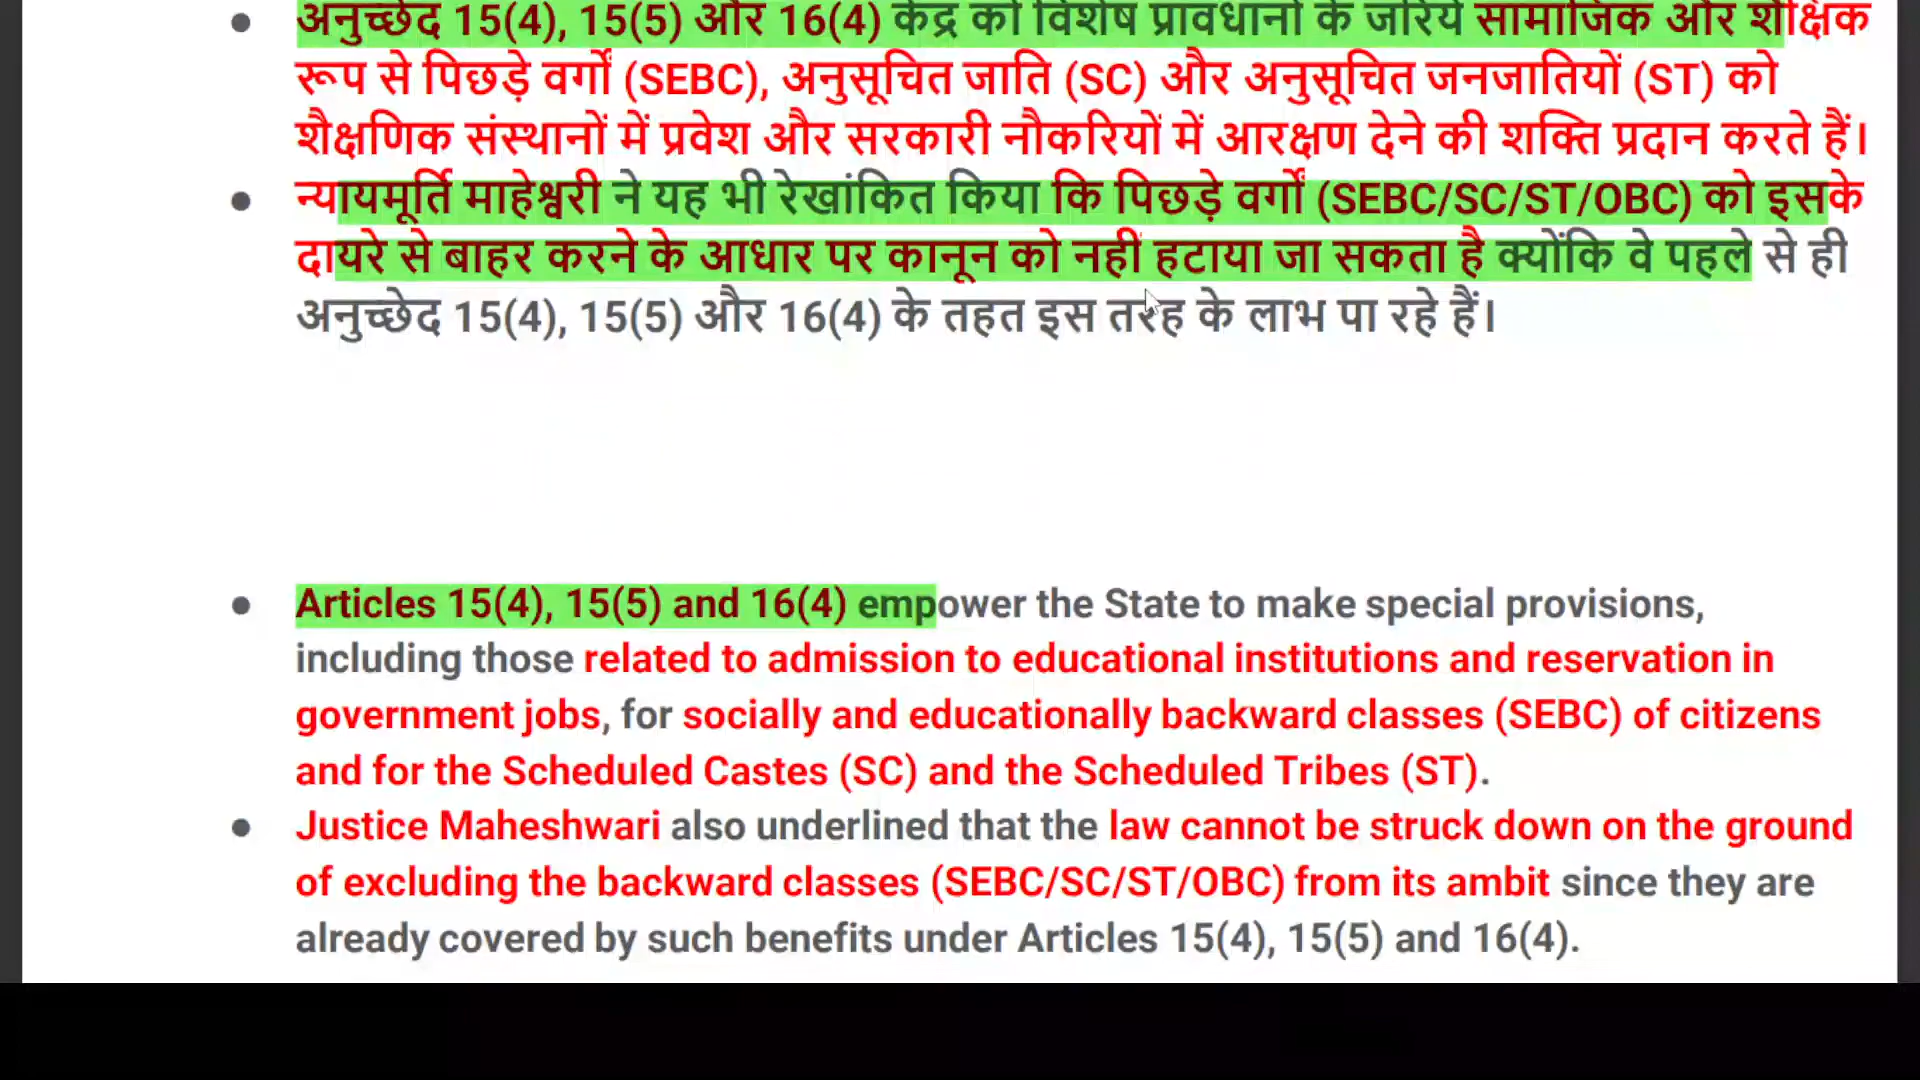 अनुच्छेद 15(4), 15(5) और 16(4) केंद्र को विशेष प्रावधानों के जरिये सामाजिक और शैक्षिक
रूप से पिछड़े वर्गों (SEBC), अनुसूचित जाति (SC) और अनुसूचित जनजातियों (ST) को
शैक्षणिक संस्थानों में प्रवेश और सरकारी नौकरियों में आरक्षण देने की शक्ति प्रदान करते हैं।
न्यायमूर्ति माहेश्वरी ने यह भी रेखांकित किया कि पिछड़े वर्गों (SEBC/SC/ST/OBC) को इसके
दायरे से बाहर करने के आधार पर कानून को नहीं हटाया जा सकता है क्योंकि वे पहले से ही
अनुच्छेद 15(4), 15(5) और 16(4) के तहत इस तरह के लाभ पा रहे हैं।
Articles 15(4), 15(5) and 16(4) empower the State to make special provisions,
including those related to admission to educational institutions and reservation in
government jobs, for socially and educationally backward classes (SEBC) of citizens
and for the Scheduled Castes (SC) and the Scheduled Tribes (ST).
Justice Maheshwari also underlined that the law cannot be struck down on the ground
of excluding the backward classes (SEBC/SC/ST/OBC) from its ambit since they are
already covered by such benefits under Articles 15(4), 15(5) and 16(4).